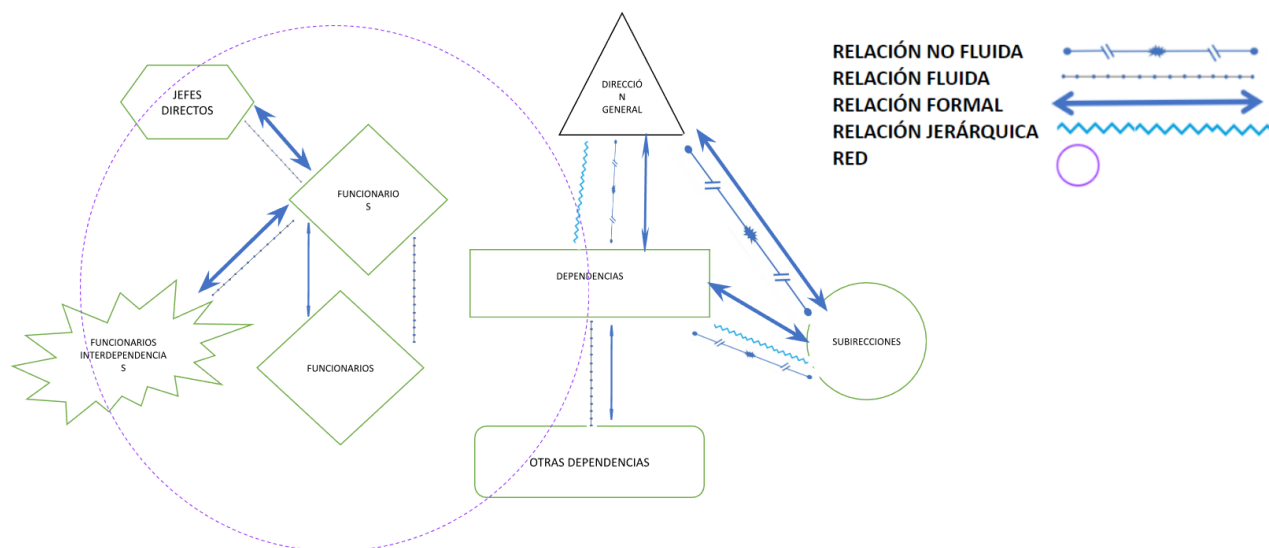 JEFES
DIRECTOS
FUNCIONARIO
S
FUNCIONARIOS
INTERDEPENDENCIA
S
FUNCIONARIOS
DIRECCIÓ
N
GENERAL
DEPENDENCIAS
SUBIRECCIONES
OTRAS DEPENDENCIAS
RELACIÓN NO FLUIDA
RELACIÓN FLUIDA
RELACIÓN FORMAL
RELACIÓN JERÁRQUICA
RED